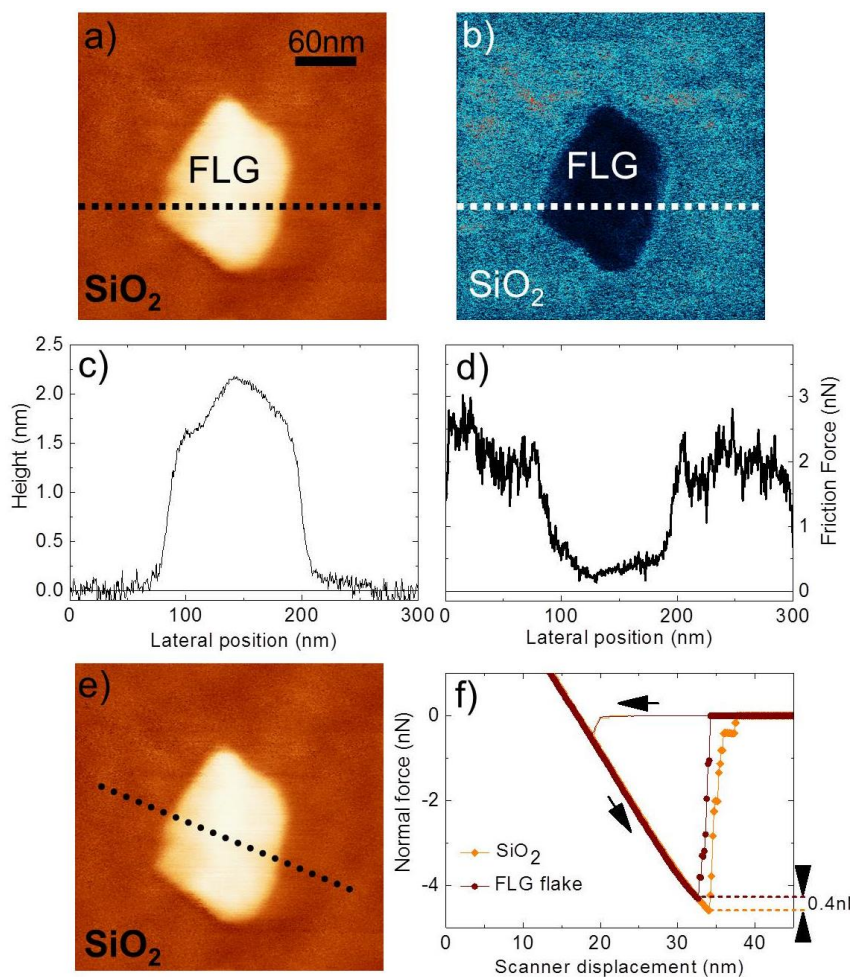 a)
60nm
FLG
SiO₂
b)
FLG
SiO₂
c)
2.5
2.0
1.5
1.0
0.5
0.0
Height (nm)
0 100 200 300
Lateral position (nm)
d)
3
2
1
0
Friction Force (nN)
0 100 200 300
Lateral position (nm)
e)
SiO₂
f)
0
-2
-4
Normal force (nN)
SiO₂
FLG flake
0.4nN
0 10 20 30 40
Scanner displacement (nm)